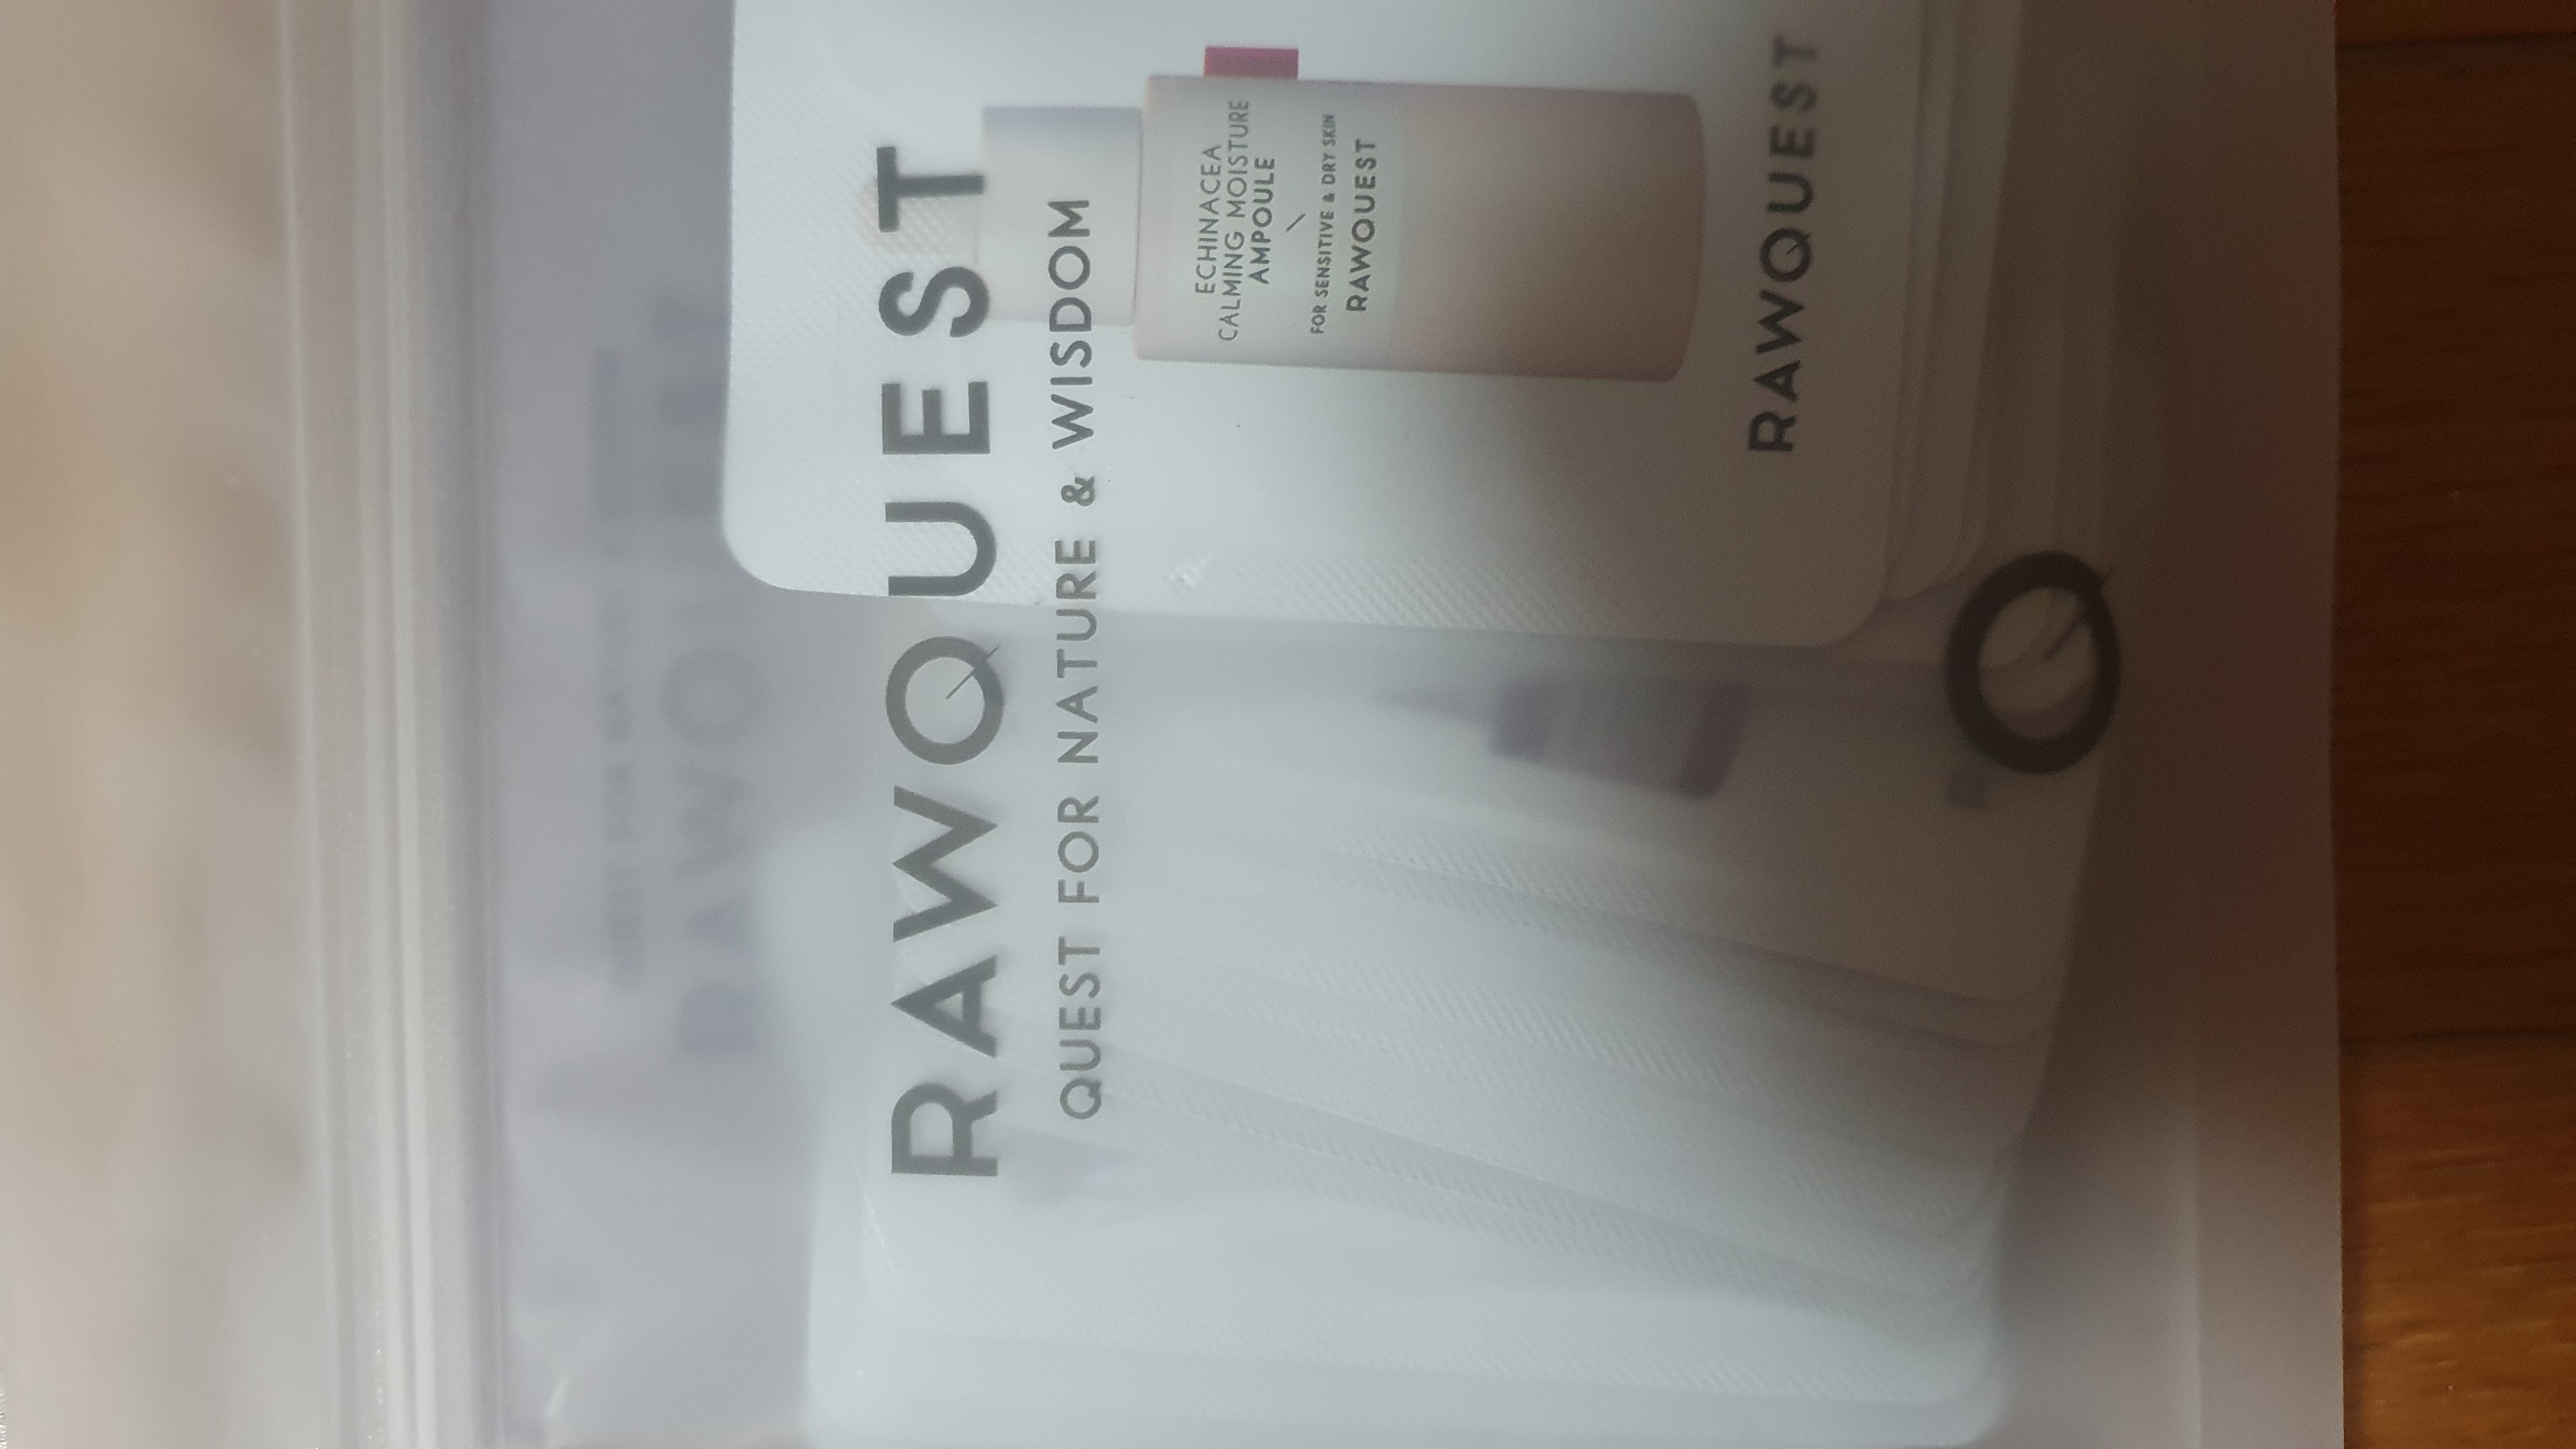 RAWQUEST
QUEST FOR NATURE & WISDOM
ECHINACEA
CALMING MOISTURE
AMPOULE
FOR SENSITIVE & DRY SKIN
RAWQUEST
RAWQUEST
Q